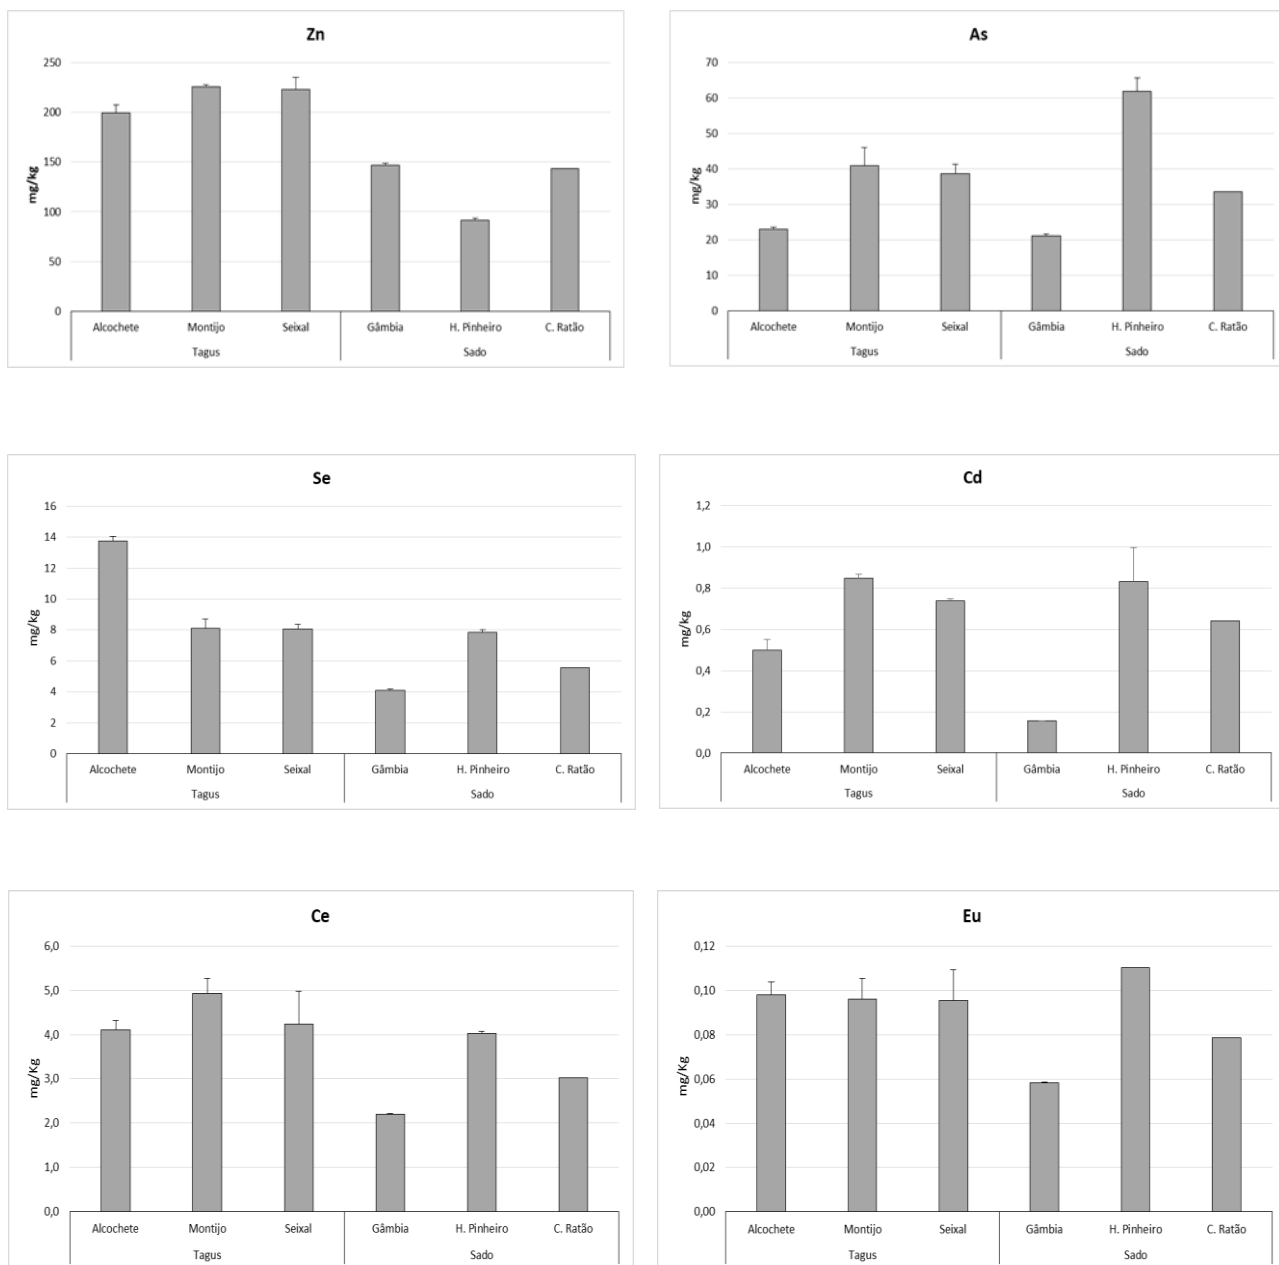 Zn
250
200
150
100
50
0
mg/kg
Alcochete Montijo Seixal Gâmbia H. Pinheiro C. Ratão
Tagus Sado
As
70
60
50
40
30
20
10
0
mg/kg
Alcochete Montijo Seixal Gâmbia H. Pinheiro C. Ratão
Tagus Sado
Se
16
14
12
10
8
6
4
2
0
mg/kg
Alcochete Montijo Seixal Gâmbia H. Pinheiro C. Ratão
Tagus Sado
Cd
1,2
1,0
0,8
0,6
0,4
0,2
0,0
mg/kg
Alcochete Montijo Seixal Gâmbia H. Pinheiro C. Ratão
Tagus Sado
Ce
6,0
5,0
4,0
3,0
2,0
1,0
0,0
mg/Kg
Alcochete Montijo Seixal Gâmbia H. Pinheiro C. Ratão
Tagus Sado
Eu
0,12
0,10
0,08
0,06
0,04
0,02
0,00
mg/Kg
Alcochete Montijo Seixal Gâmbia H. Pinheiro C. Ratão
Tagus Sado